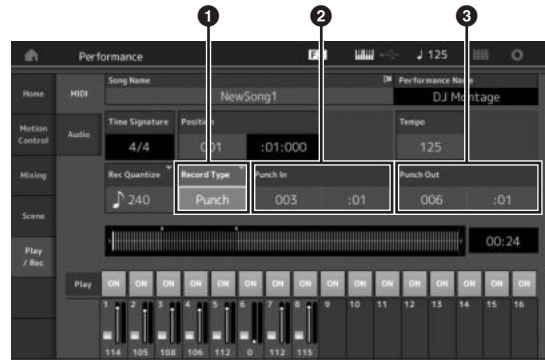 1 2 3
Performance 125
Home MIDI Song Name NewSong1 Performance Name DJ Montage
Motion Control Audio Time Signature 4/4 Position 001 :01:000 Tempo 125
Mixing Rec Quantize 240 Record Type Punch Punch In 003 :01 Punch Out 006 :01
Scene
Play / Rec 00:24
Play ON ON ON ON ON ON ON ON ON ON ON ON ON ON ON ON
1 2 3 4 5 6 7 8 9 10 11 12 13 14 15 16
114 105 108 106 112 0 112 115